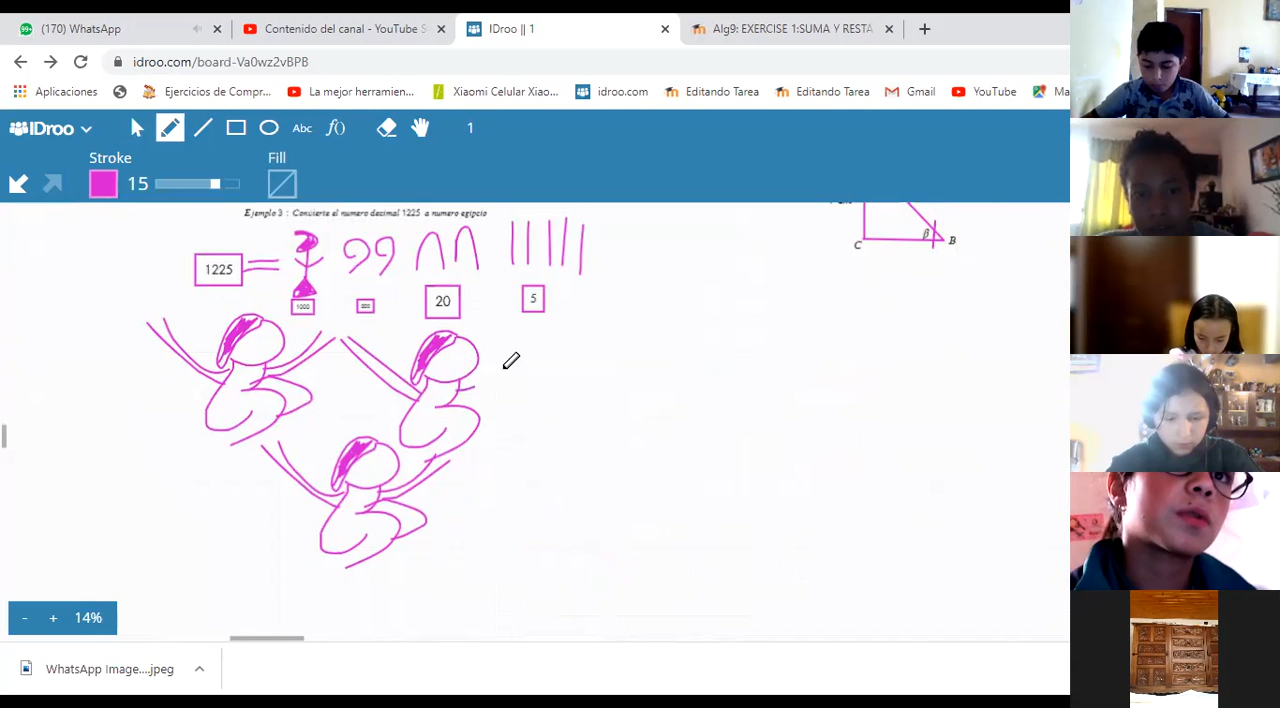 (170) WhatsApp
Contenido del canal - YouTube S
IDroo || 1
Alg9: EXERCISE 1:SUMA Y RESTA
idroo.com/board-Va0wz2vBPB
Aplicaciones
Ejercicios de Compr...
La mejor herramien...
Xiaomi Celular Xiao...
idroo.com
Editando Tarea
Editando Tarea
Gmail
YouTube
Ma
IDroo
Abc
f()
1
Stroke
15
Fill
Ejemplo 3 : Convierte el numero decimal 1225 a numero egipcio
1225
1000
20
5
C
β
B
- + 14%
WhatsApp Image....jpeg